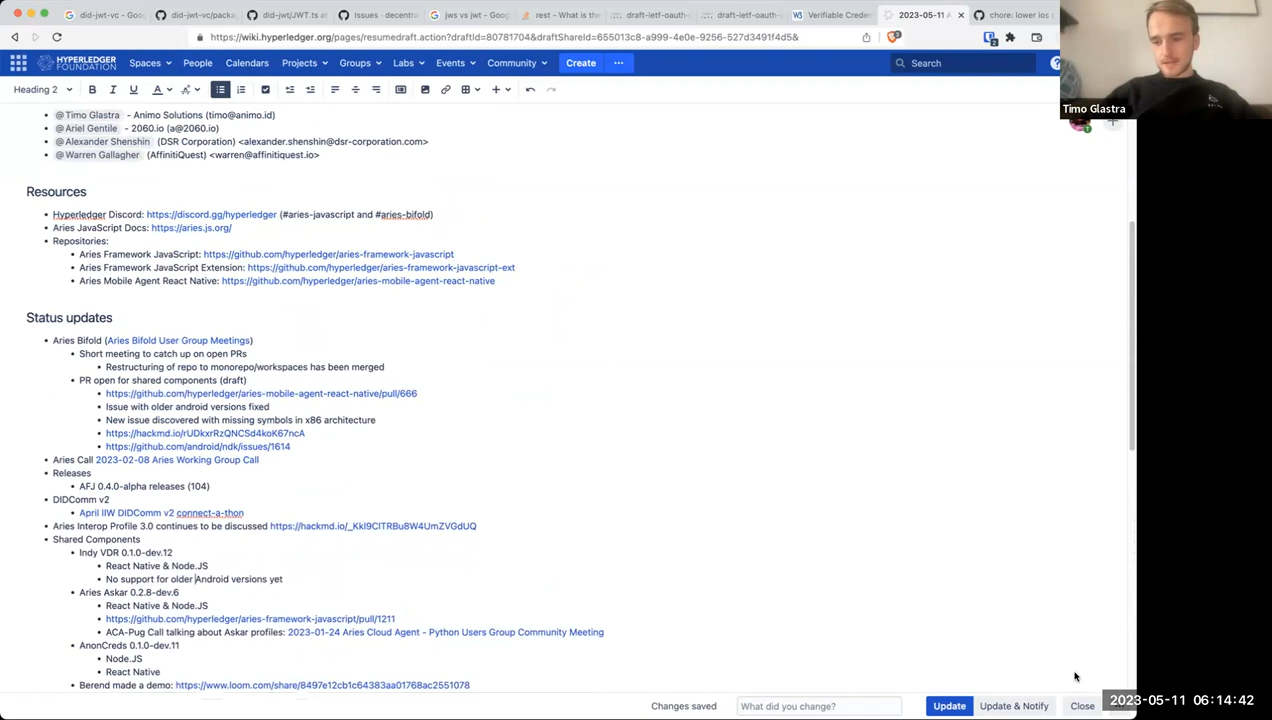 did-jwt-vc - Goo
did-jwt-vc/packa
did-jwt/JWT.ts at
Issues · decentra
jws vs jwt - Goog
rest - What is the
draft-ietf-oauth-
draft-ietf-oauth-
Verifiable Creden
2023-05-11 A
chore: lower ios
https://wiki.hyperledger.org/pages/resumedraft.action?draftId=80781704&draftShareId=655013c8-a999-4e0e-9256-527d3491f4d5&
HYPERLEDGER FOUNDATION Spaces People Calendars Projects Groups Labs Events Community Create Search
Timo Glastra
Heading 2 B I U A
@Timo Glastra - Animo Solutions (timo@animo.id)
@Ariel Gentile - 2060.io (a@2060.io)
@Alexander Shenshin (DSR Corporation) <alexander.shenshin@dsr-corporation.com>
@Warren Gallagher (AffinitiQuest) <warren@affinitiquest.io>
Resources
• Hyperledger Discord: https://discord.gg/hyperledger (#aries-javascript and #aries-bifold)
• Aries JavaScript Docs: https://aries.js.org/
• Repositories:
• Aries Framework JavaScript: https://github.com/hyperledger/aries-framework-javascript
• Aries Framework JavaScript Extension: https://github.com/hyperledger/aries-framework-javascript-ext
• Aries Mobile Agent React Native: https://github.com/hyperledger/aries-mobile-agent-react-native
Status updates
• Aries Bifold (Aries Bifold User Group Meetings)
• Short meeting to catch up on open PRs
• Restructuring of repo to monorepo/workspaces has been merged
• PR open for shared components (draft)
• https://github.com/hyperledger/aries-mobile-agent-react-native/pull/666
• Issue with older android versions fixed
• New issue discovered with missing symbols in x86 architecture
• https://hackmd.io/rUDkxrRzQNCSd4koK67ncA
• https://github.com/android/ndk/issues/1614
• Aries Call 2023-02-08 Aries Working Group Call
• Releases
• AFJ 0.4.0-alpha releases (104)
• DIDComm v2
• April IIW DIDComm v2 connect-a-thon
• Aries Interop Profile 3.0 continues to be discussed https://hackmd.io/_KkI9CITRBu8W4UmZVGdUQ
• Shared Components
• Indy VDR 0.1.0-dev.12
• React Native & Node.JS
• No support for older Android versions yet
• Aries Askar 0.2.8-dev.6
• React Native & Node.JS
• https://github.com/hyperledger/aries-framework-javascript/pull/1211
• ACA-Pug Call talking about Askar profiles: 2023-01-24 Aries Cloud Agent - Python Users Group Community Meeting
• AnonCreds 0.1.0-dev.11
• Node.JS
• React Native
• Berend made a demo: https://www.loom.com/share/8497e12cb1c64383aa01768ac2551078
Changes saved What did you change? Update Update & Notify Close
2023-05-11 06:14:42